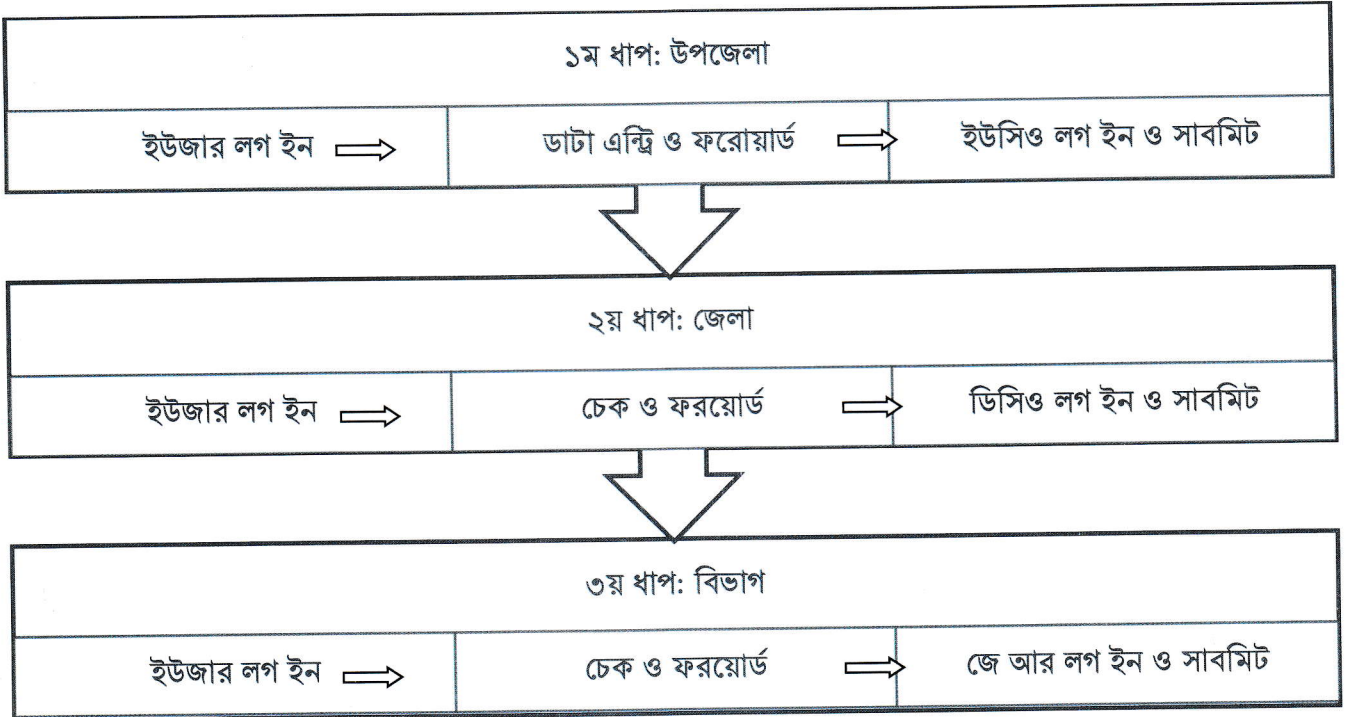 ১ম ধাপ: উপজেলা
ইউজার লগ ইন
ডাটা এন্ট্রি ও ফরোয়ার্ড
ইউসিও লগ ইন ও সাবমিট
২য় ধাপ: জেলা
ইউজার লগ ইন
চেক ও ফরয়োর্ড
ডিসিও লগ ইন ও সাবমিট
৩য় ধাপ: বিভাগ
ইউজার লগ ইন
চেক ও ফরয়োর্ড
জে আর লগ ইন ও সাবমিট